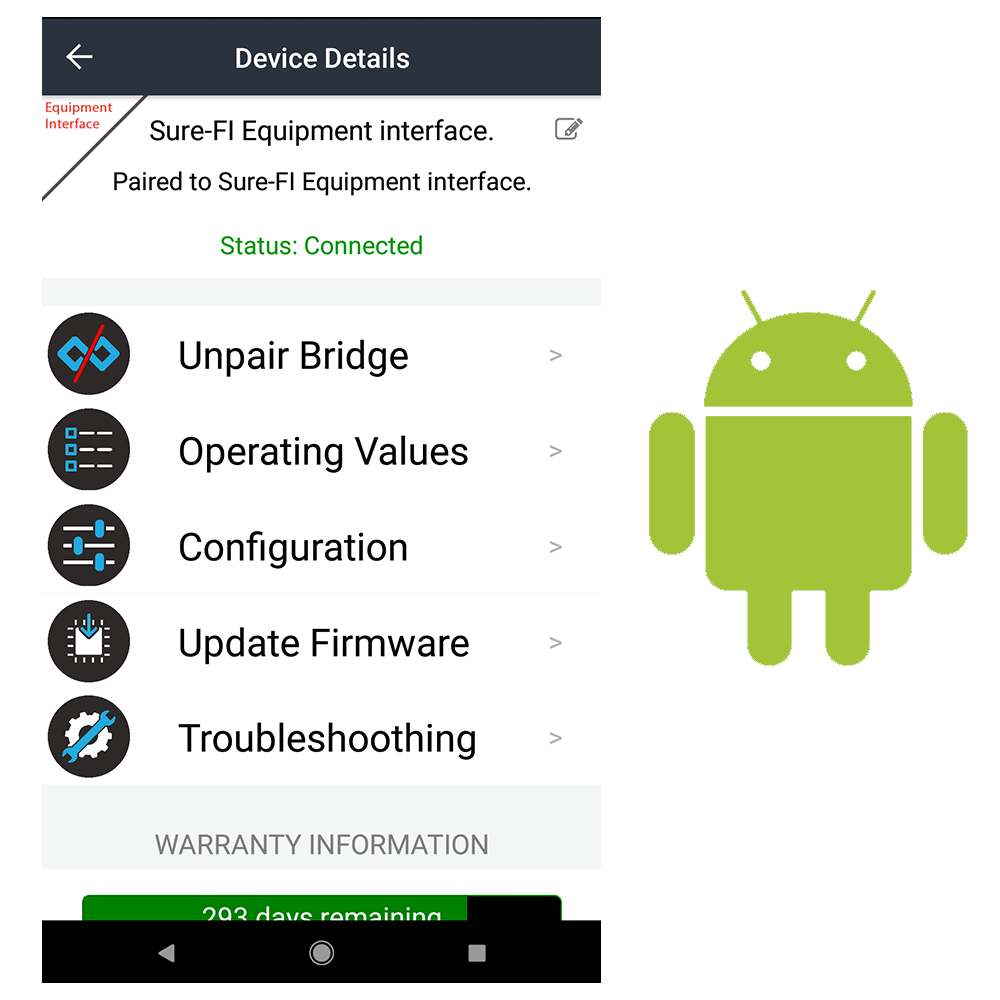 Device Details
Equipment
Interface
Sure-FI Equipment interface.
Paired to Sure-FI Equipment interface.
Status: Connected
Unpair Bridge >
Operating Values >
Configuration >
Update Firmware >
Troubleshoothing >
WARRANTY INFORMATION
293 days remaining